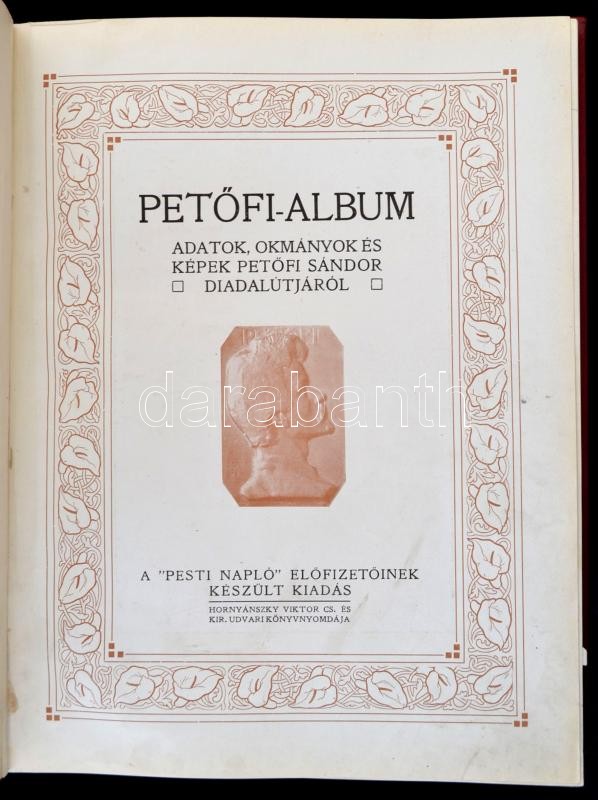 PETŐFI-ALBUM
ADATOK, OKMÁNYOK ÉS
KÉPEK PETŐFI SÁNDOR
DIADALÚTJÁRÓL
darabanth
A "PESTI NAPLÓ" ELŐFIZETŐINEK
KÉSZÜLT KIADÁS
HORNYÁNSZKY VIKTOR CS. ÉS
KIR. UDVARI KÖNYVNYOMDÁJA